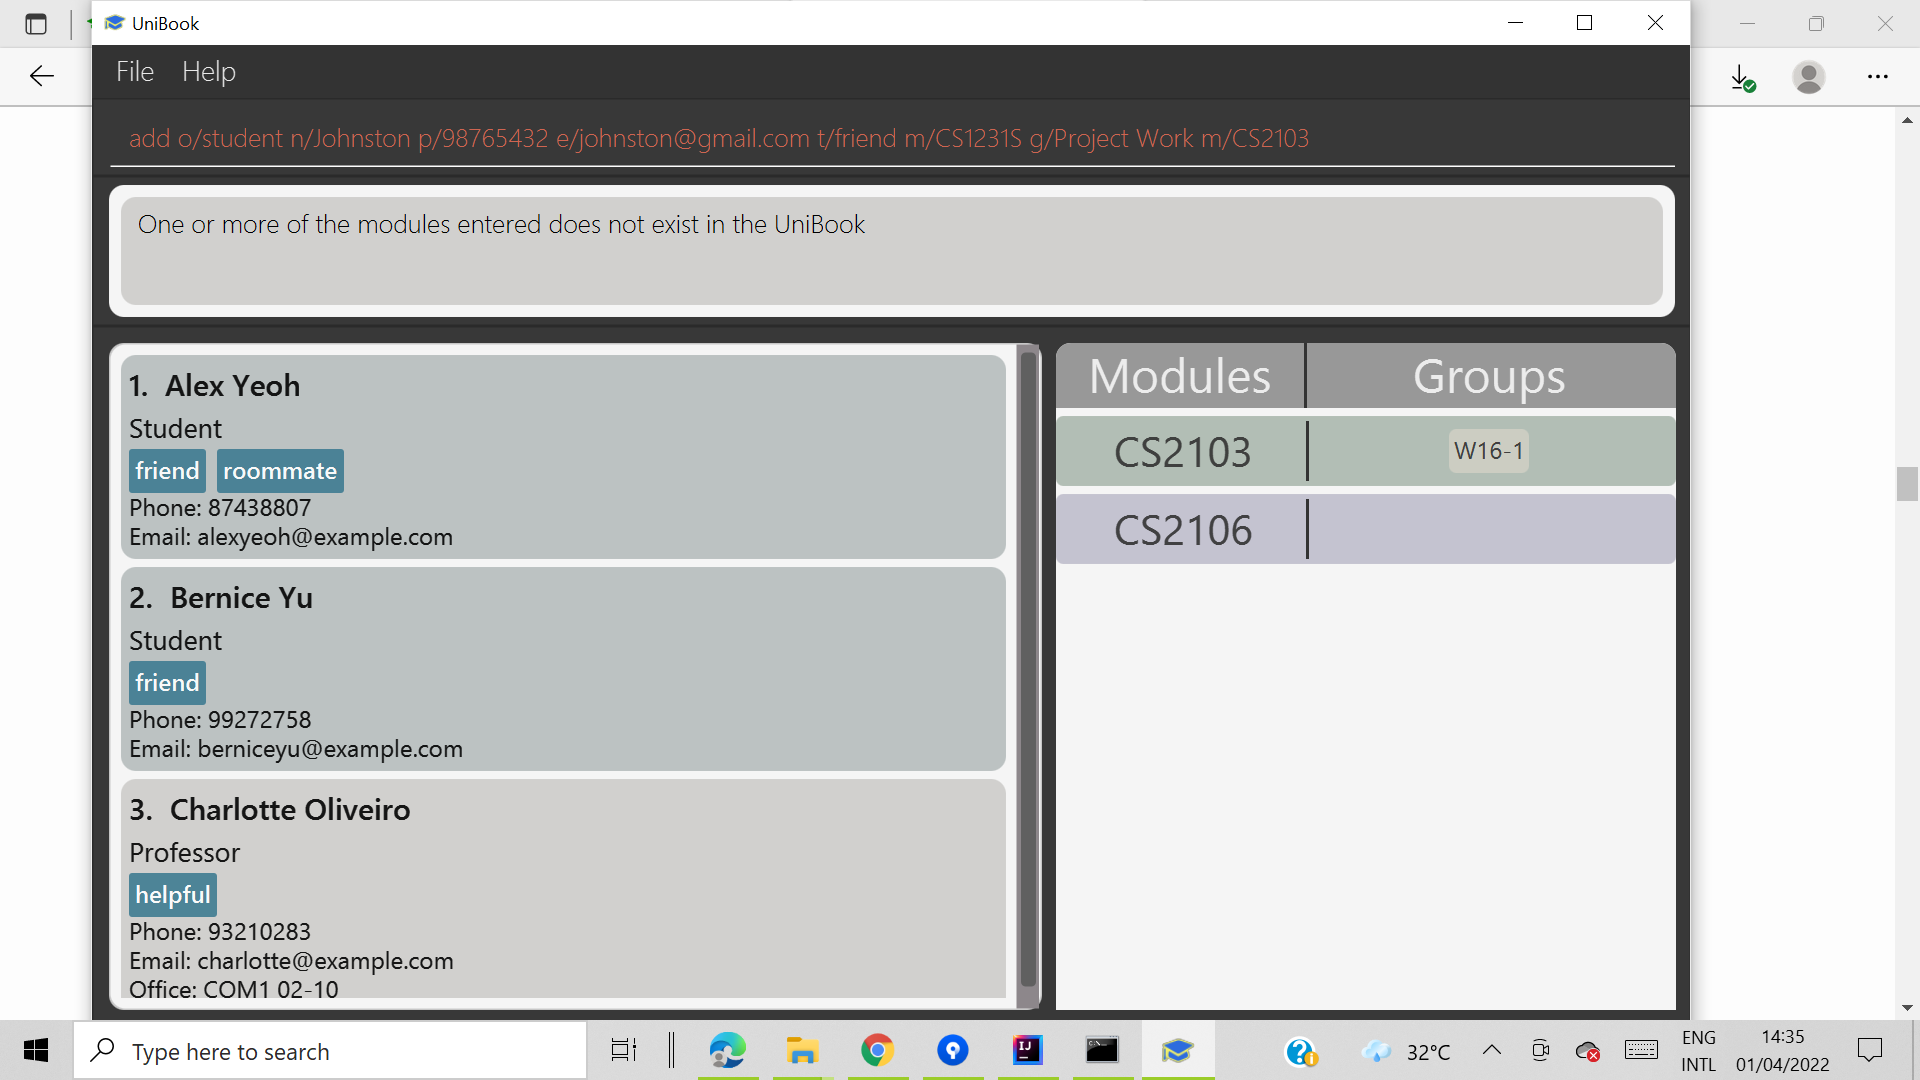 UniBook
File Help
add o/student n/Johnston p/98765432 e/johnston@gmail.com t/friend m/CS1231S g/Project Work m/CS2103
One or more of the modules entered does not exist in the UniBook
1. Alex Yeoh
Student
friend roommate
Phone: 87438807
Email: alexyeoh@example.com
2. Bernice Yu
Student
friend
Phone: 99272758
Email: berniceyu@example.com
3. Charlotte Oliveiro
Professor
helpful
Phone: 93210283
Email: charlotte@example.com
Office: COM1 02-10
Modules Groups
CS2103 W16-1
CS2106
Type here to search
IJ
32°C
ENG
INTL
14:35
01/04/2022